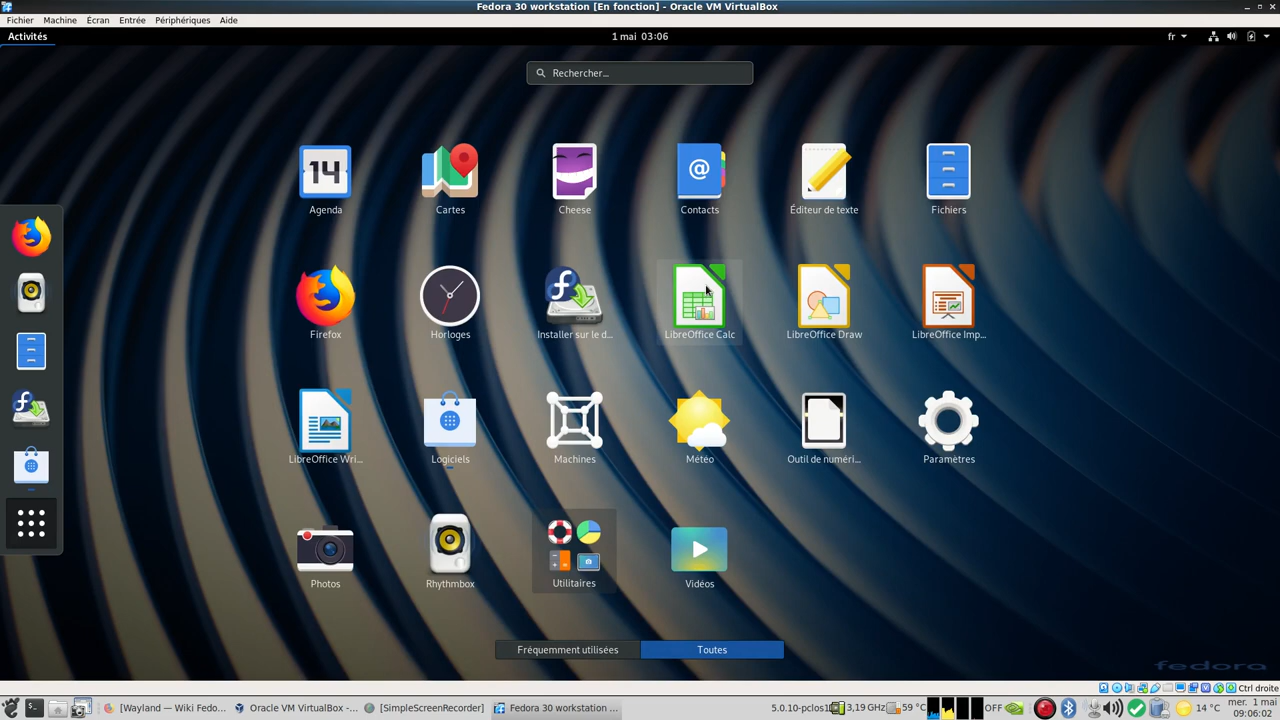 Fedora 30 workstation [En fonction] - Oracle VM VirtualBox
Fichier Machine Écran Entrée Périphériques Aide
Activités 1 mai 03:06 fr
Rechercher...
14 @
Agenda Cartes Cheese Contacts Éditeur de texte Fichiers
Firefox Horloges Installer sur le d... LibreOffice Calc LibreOffice Draw LibreOffice Imp...
LibreOffice Wri... Logiciels Machines Météo Outil de numéri... Paramètres
Photos Rhythmbox Utilitaires Vidéos
Fréquemment utilisées Toutes
fedora
Ctrl droite
[Wayland — Wiki Fedo... Oracle VM VirtualBox -... [SimpleScreenRecorder] Fedora 30 workstation ... 5.0.10-pclos1 3,19 GHz 59 °C OFF 14 °C mer. 1 mai
09:06:02